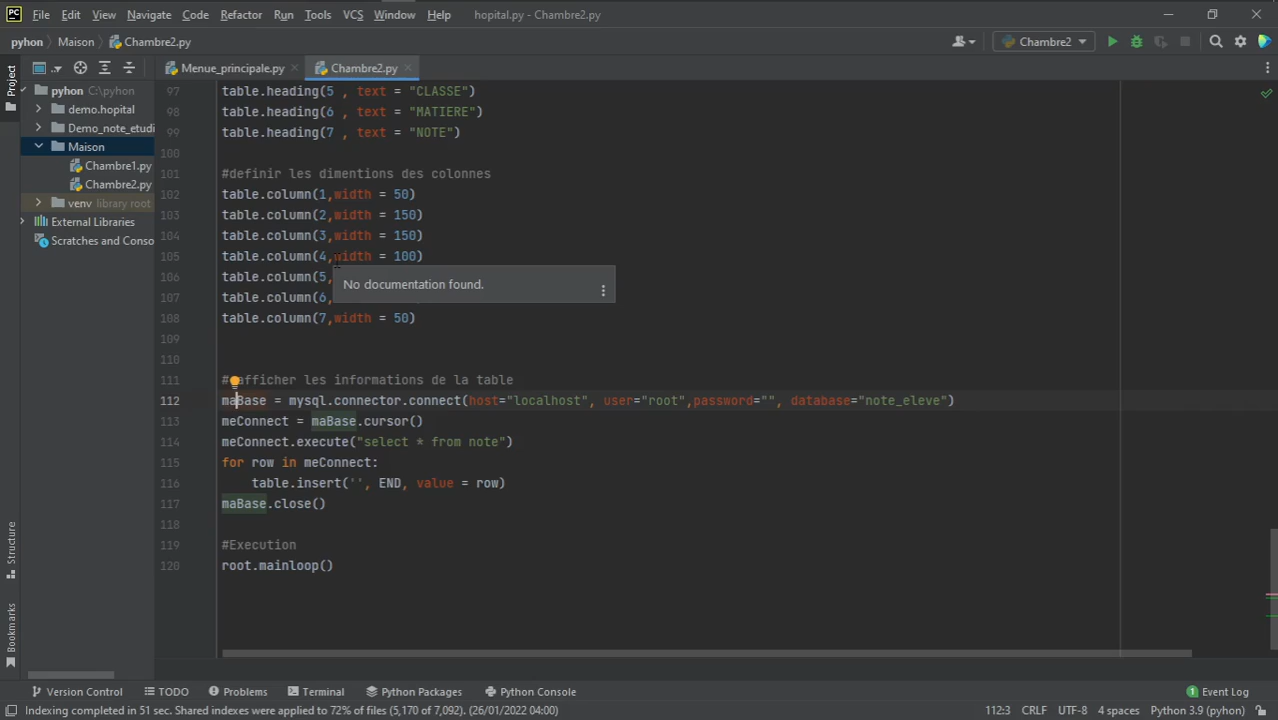 PC File Edit View Navigate Code Refactor Run Tools VCS Window Help hopital.py - Chambre2.py
pyhon Maison Chambre2.py Chambre2
Project .. Menue_principale.py Chambre2.py
pyhon C:\pyhon
demo.hopital
Demo_note_etudi
Maison
Chambre1.py
Chambre2.py
venv library root
External Libraries
Scratches and Conso
97 table.heading(5 , text = "CLASSE")
98 table.heading(6 , text = "MATIERE")
99 table.heading(7 , text = "NOTE")
100
101 #definir les dimentions des colonnes
102 table.column(1,width = 50)
103 table.column(2,width = 150)
104 table.column(3,width = 150)
105 table.column(4,width = 100)
106 table.column(5,
No documentation found.
107 table.column(6,
108 table.column(7,width = 50)
109
110
111 # afficher les informations de la table
112 maBase = mysql.connector.connect(host="localhost", user="root",password="", database="note_eleve")
113 meConnect = maBase.cursor()
114 meConnect.execute("select * from note")
115 for row in meConnect:
116 table.insert('', END, value = row)
117 maBase.close()
118
119 #Execution
120 root.mainloop()
Structure
Bookmarks
Version Control TODO Problems Terminal Python Packages Python Console 1 Event Log
Indexing completed in 51 sec. Shared indexes were applied to 72% of files (5,170 of 7,092). (26/01/2022 04:00) 112:3 CRLF UTF-8 4 spaces Python 3.9 (pyhon)